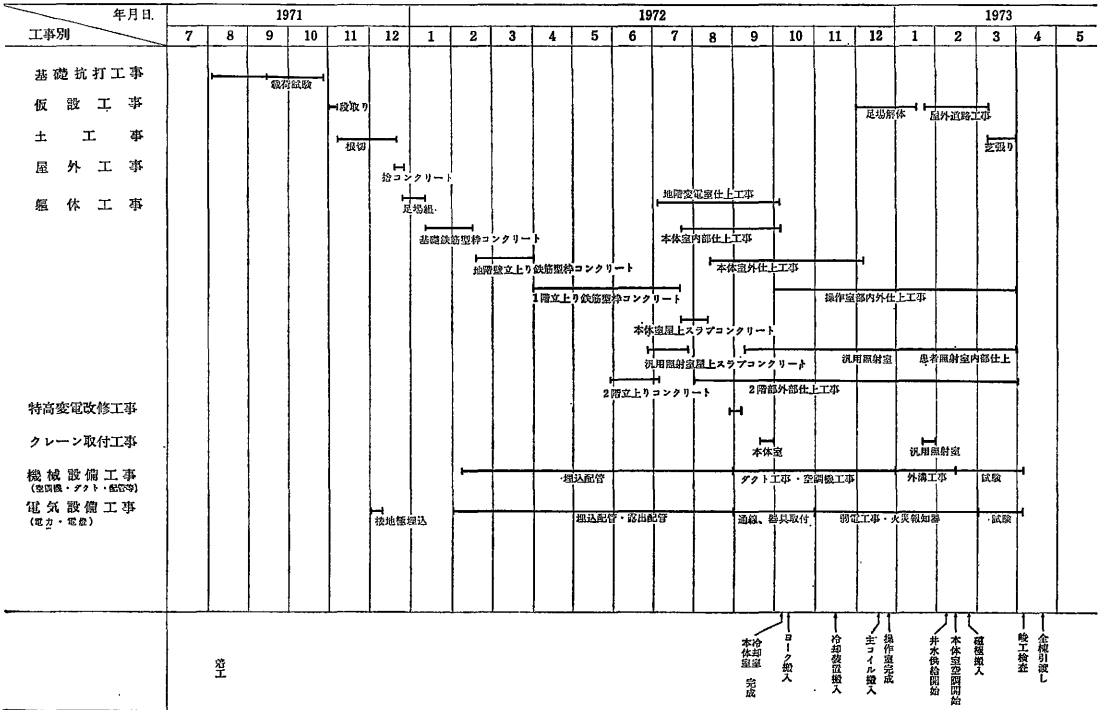 年月日
1971
1972
1973
工事別
7 8 9 10 11 12 1 2 3 4 5 6 7 8 9 10 11 12 1 2 3 4 5
基礎抗打工事
載荷試験
仮設工事
段取り
足場解体
屋外道路工事
土工事
根切
芝張り
屋外工事
捨コンクリート
躯体工事
足場組
地階変電室仕上工事
基礎鉄筋型枠コンクリート
本体室内部仕上工事
地階壁立上り鉄筋型枠コンクリート
本体室外仕上工事
1階立上り鉄筋型枠コンクリート
操作室部内外仕上工事
本体室屋上スラブコンクリート
汎用照射室屋上スラブコンクリート
汎用照射室
患者照射室内部仕上
2階立上りコンクリート
2階部外部仕上工事
特高変電改修工事
クレーン取付工事
本体室
汎用照射室
機械設備工事
(空調機・ダクト・配管等)
埋込配管
ダクト工事・空調機工事
外構工事
試験
電気設備工事
(電力・電燈)
接地極埋込
埋込配管・露出配管
通線、器具取付
弱電工事・火災報知器
試験
着工
本体室
冷却室
完成
ヨーク搬入
冷却装置搬入
主コイル搬入
操作室完成
井水供給開始
本体室空調開始
磁極搬入
竣工検査
全棟引渡し